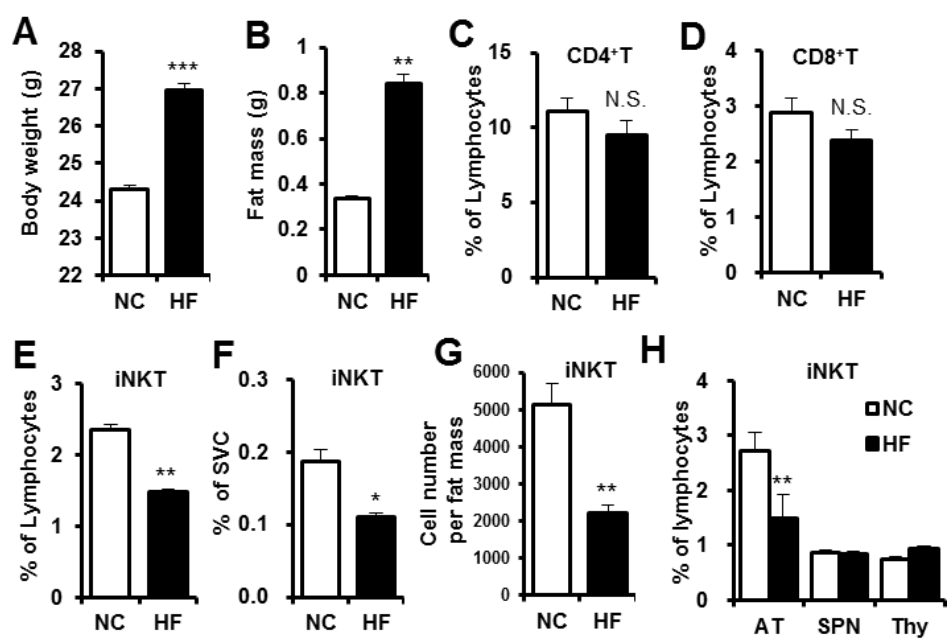 A
Body weight (g)
28
27
26
25
24
23
22
NC HF
***
B
Fat mass (g)
1
0.8
0.6
0.4
0.2
0
NC HF
**
C
CD4+T
% of Lymphocytes
15
10
5
0
N.S.
NC HF
D
CD8+T
% of Lymphocytes
4
3
2
1
0
N.S.
NC HF
E
iNKT
% of Lymphocytes
3
2
1
0
**
NC HF
F
iNKT
% of SVC
0.3
0.2
0.1
0.0
*
NC HF
G
iNKT
Cell number
per fat mass
6000
5000
4000
3000
2000
1000
0
**
NC HF
H
iNKT
% of lymphocytes
4
3
2
1
0
NC
HF
**
AT SPN Thy